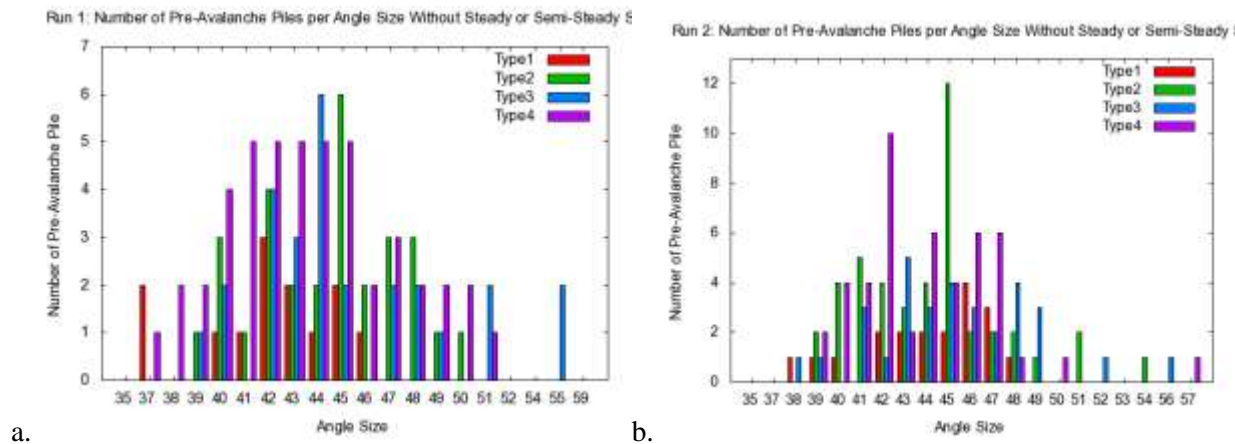 Run 1: Number of Pre-Avalanche Piles per Angle Size Without Steady or Semi-Steady S
7
6
5
4
3
2
1
0
Number of Pre-Avalanche Pile
Type1
Type2
Type3
Type4
35 37 38 39 40 41 42 43 44 45 46 47 48 49 50 51 52 54 55 59
Angle Size
a.
Run 2: Number of Pre-Avalanche Piles per Angle Size Without Steady or Semi-Steady
12
10
8
6
4
2
0
Number of Pre-Avalanche Pile
Type1
Type2
Type3
Type4
35 37 38 39 40 41 42 43 44 45 46 47 48 49 50 51 52 53 54 56 57
Angle Size
b.